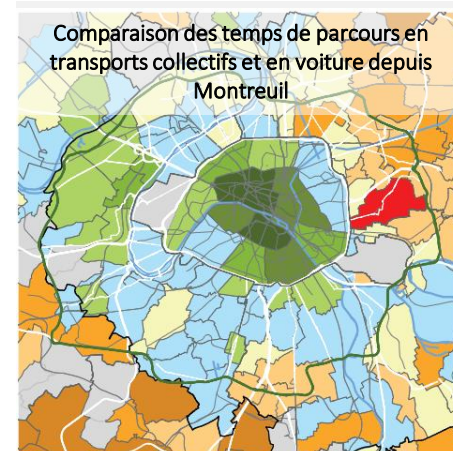 Comparaison des temps de parcours en
transports collectifs et en voiture depuis
Montreuil